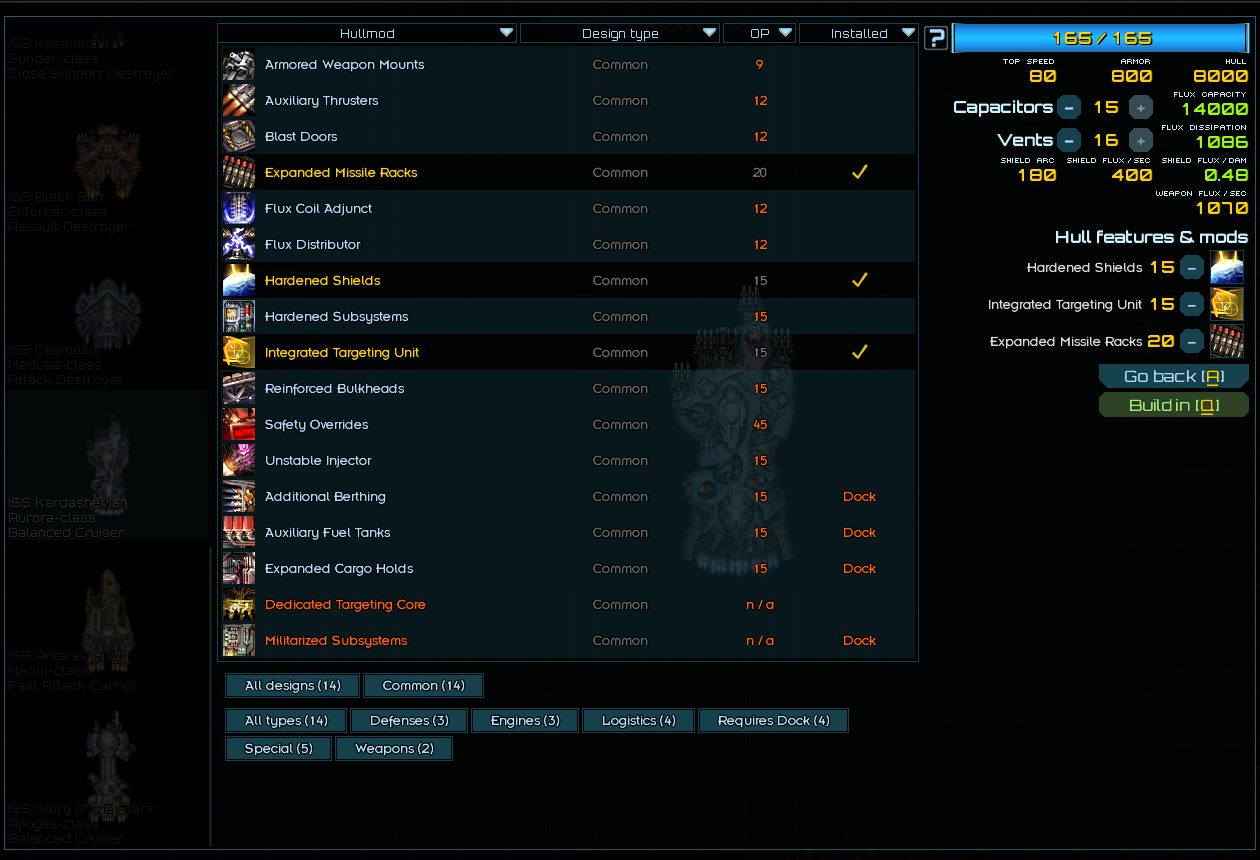 ISS Kosmonaut
Sunder-class
Close Support Destroyer
ISS Black Sun
Enforcer-class
Assault Destroyer
ISS Cosmosis
Medusa-class
Attack Destroyer
ISS Kardashevian
Aurora-class
Balanced Cruiser
ISS Antares
Heron-class
Fast Attack Carrier
ISS Glory of the Stars
Apogee-class
Balanced Cruiser
Hullmod Design type OP Installed
Armored Weapon Mounts Common 9
Auxiliary Thrusters Common 12
Blast Doors Common 12
Expanded Missile Racks Common 20
Flux Coil Adjunct Common 12
Flux Distributor Common 12
Hardened Shields Common 15
Hardened Subsystems Common 15
Integrated Targeting Unit Common 15
Reinforced Bulkheads Common 15
Safety Overrides Common 45
Unstable Injector Common 15
Additional Berthing Common 15 Dock
Auxiliary Fuel Tanks Common 15 Dock
Expanded Cargo Holds Common 15 Dock
Dedicated Targeting Core Common n/a
Militarized Subsystems Common n/a Dock
All designs (14) Common (14)
All types (14) Defenses (3) Engines (3) Logistics (4) Requires Dock (4)
Special (5) Weapons (2)
? 165 / 165
TOP SPEED ARMOR HULL
80 800 8000
FLUX CAPACITY
Capacitors - 15 + 14000
FLUX DISSIPATION
Vents - 16 + 1086
SHIELD ARC SHIELD FLUX/SEC SHIELD FLUX/DAM
180 400 0.48
WEAPON FLUX/SEC
1070
Hull features & mods
Hardened Shields 15 -
Integrated Targeting Unit 15 -
Expanded Missile Racks 20 -
Go back [A]
Build in [Q]